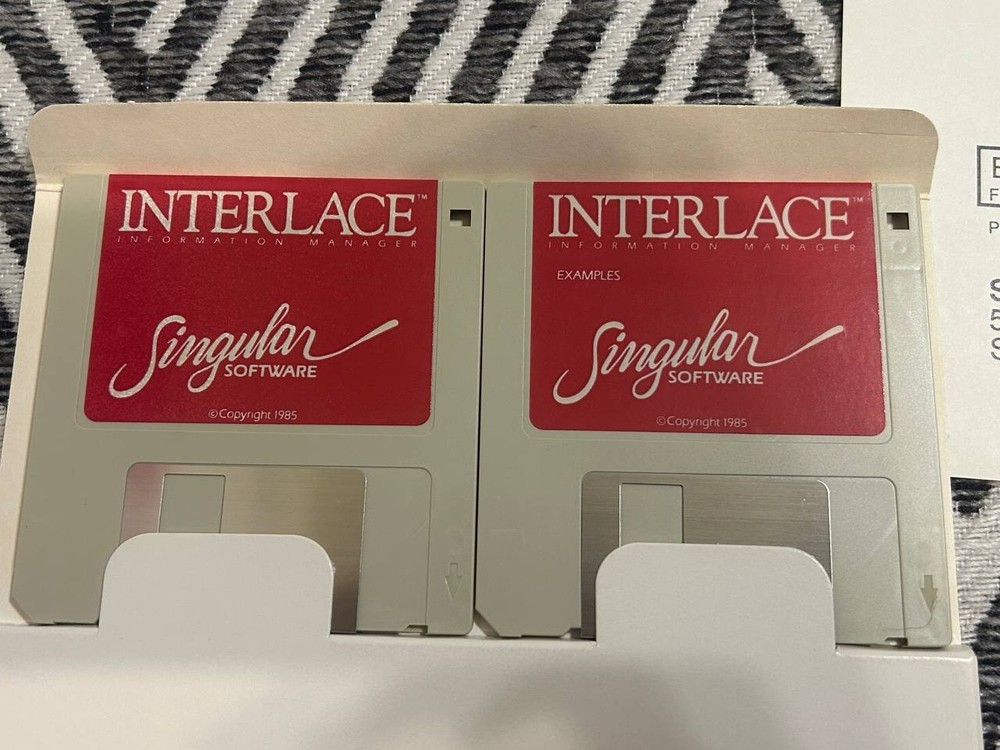 INTERLACE™
INFORMATION MANAGER
Singular
SOFTWARE
©Copyright 1985
INTERLACE™
INFORMATION MANAGER
EXAMPLES
Singular
SOFTWARE
©Copyright 1985